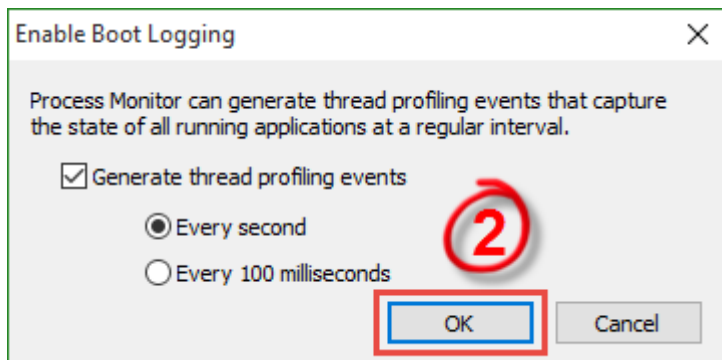 Enable Boot Logging
Process Monitor can generate thread profiling events that capture
the state of all running applications at a regular interval.
Generate thread profiling events
Every second
2
Every 100 milliseconds
OK Cancel